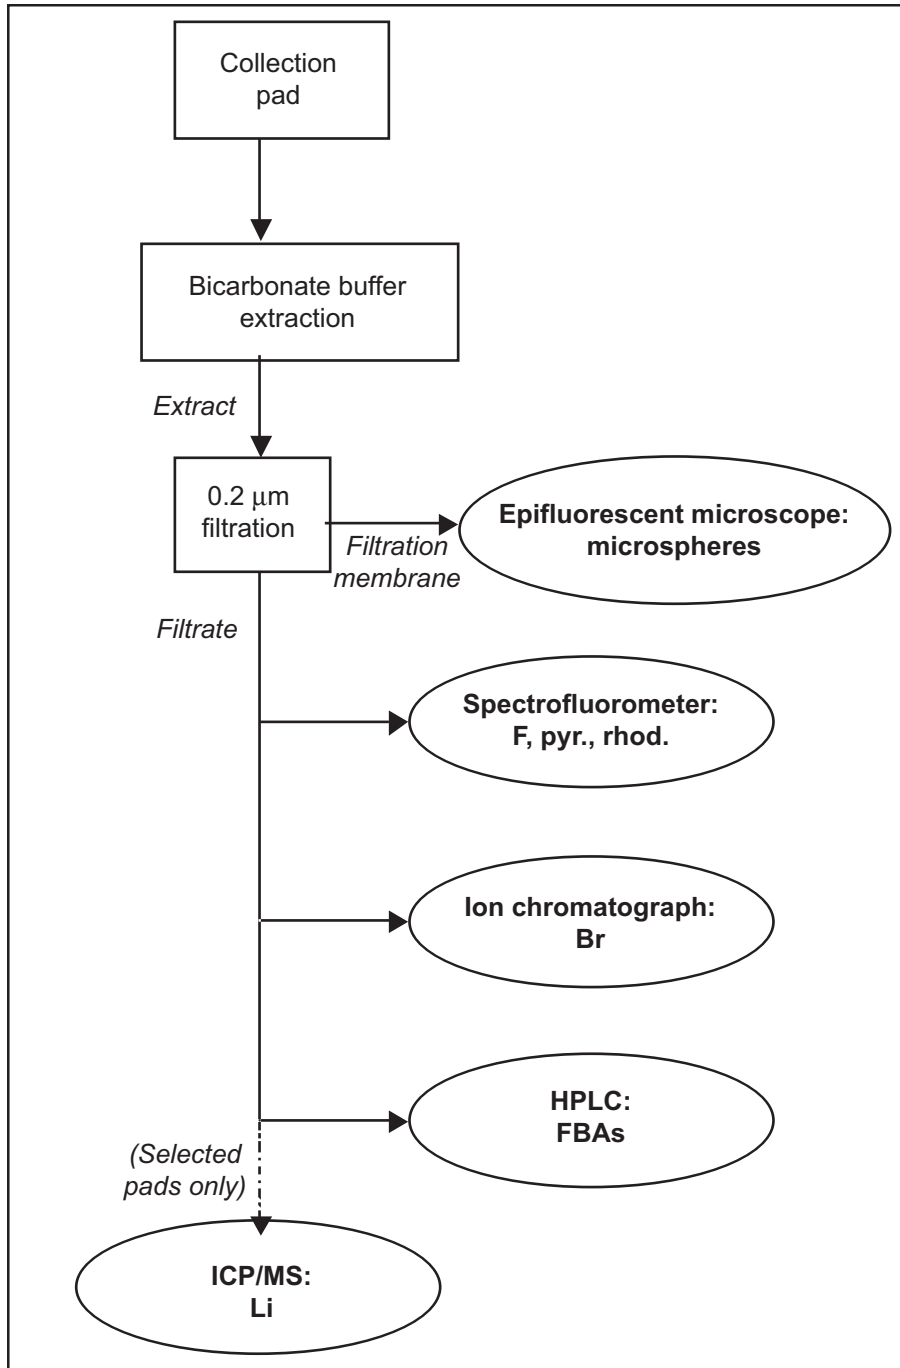 Collection
pad
Bicarbonate buffer
extraction
Extract
0.2 μm
filtration
Filtration
membrane
Epifluorescent microscope:
microspheres
Filtrate
Spectrofluorometer:
F, pyr., rhod.
Ion chromatograph:
Br
HPLC:
FBAs
(Selected
pads only)
ICP/MS:
Li